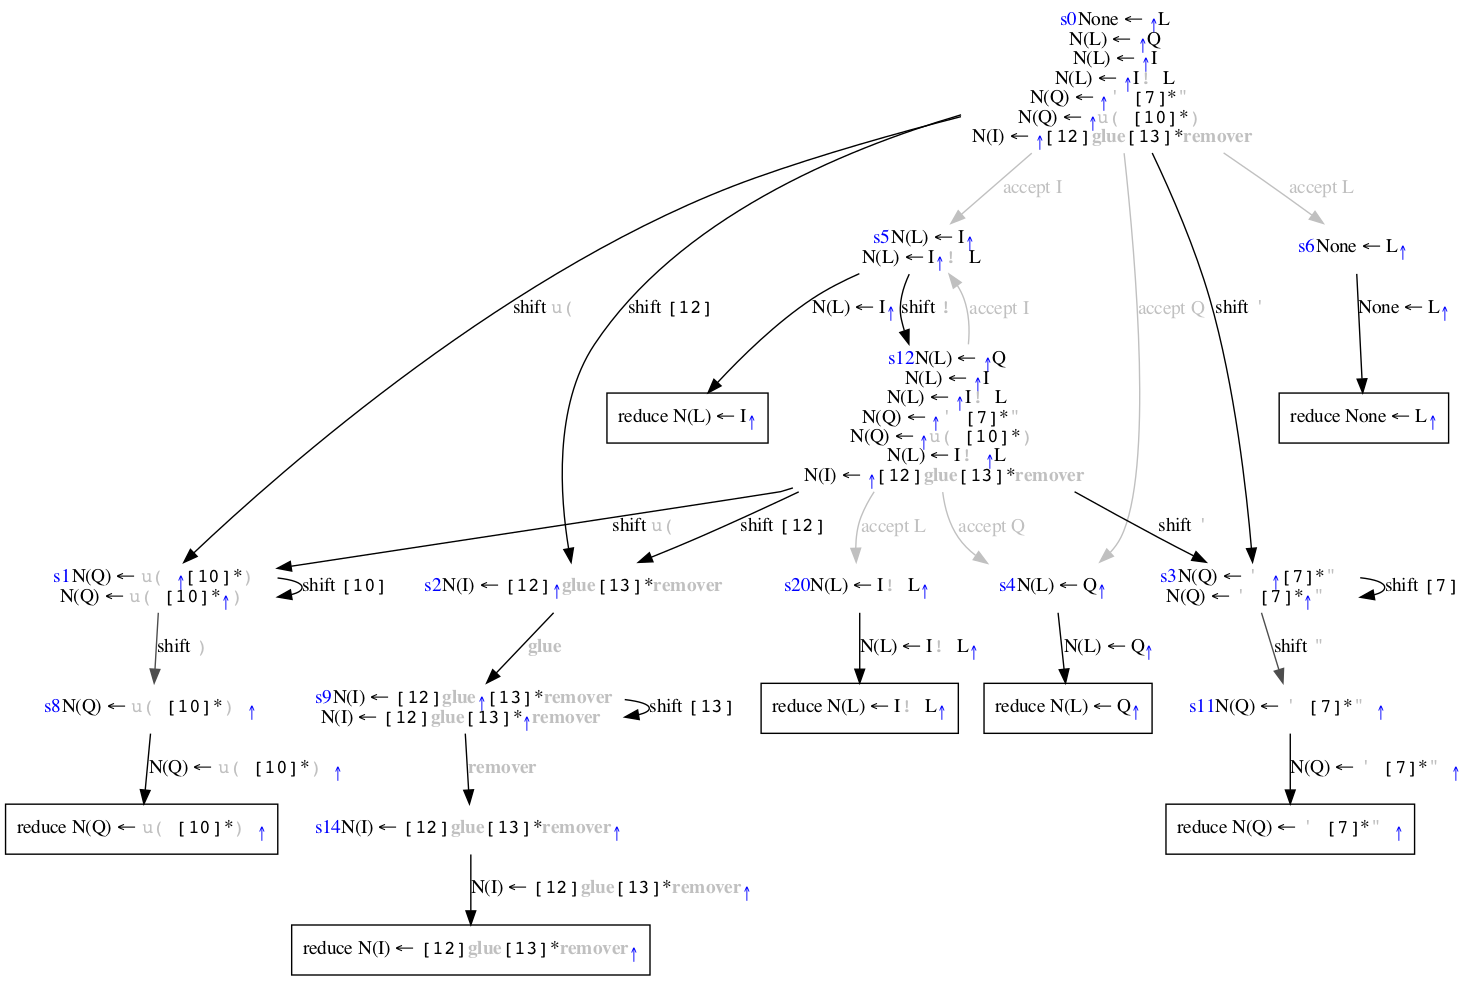 s0None ← ↑L
N(L) ← ↑Q
N(L) ← ↑I
N(L) ← ↑I! L
N(Q) ← ↑' [7]*"
N(Q) ← ↑u( [10]*)
N(I) ← ↑[12]glue[13]*remover
accept I
accept L
s5N(L) ← I↑
N(L) ← I↑! L
s6None ← L↑
shift u(
shift [12]
N(L) ← I↑
shift !
accept I
accept Q
shift '
None ← L↑
s12N(L) ← ↑Q
N(L) ← ↑I
N(L) ← ↑I! L
N(Q) ← ↑' [7]*"
N(Q) ← ↑u( [10]*)
N(L) ← I! ↑L
N(I) ← ↑[12]glue[13]*remover
reduce N(L) ← I↑
reduce None ← L↑
shift u(
shift [12]
accept L
accept Q
shift '
s1N(Q) ← u( ↑[10]*)
N(Q) ← u( [10]*↑)
shift [10]
s2N(I) ← [12]↑glue[13]*remover
s20N(L) ← I! L↑
s4N(L) ← Q↑
s3N(Q) ← ' ↑[7]*"
N(Q) ← ' [7]*↑"
shift [7]
shift )
glue
N(L) ← I! L↑
N(L) ← Q↑
shift "
s8N(Q) ← u( [10]*) ↑
s9N(I) ← [12]glue↑[13]*remover
N(I) ← [12]glue[13]*↑remover
shift [13]
reduce N(L) ← I! L↑
reduce N(L) ← Q↑
s11N(Q) ← ' [7]*" ↑
N(Q) ← u( [10]*) ↑
remover
N(Q) ← ' [7]*" ↑
reduce N(Q) ← u( [10]*) ↑
s14N(I) ← [12]glue[13]*remover↑
reduce N(Q) ← ' [7]*" ↑
N(I) ← [12]glue[13]*remover↑
reduce N(I) ← [12]glue[13]*remover↑